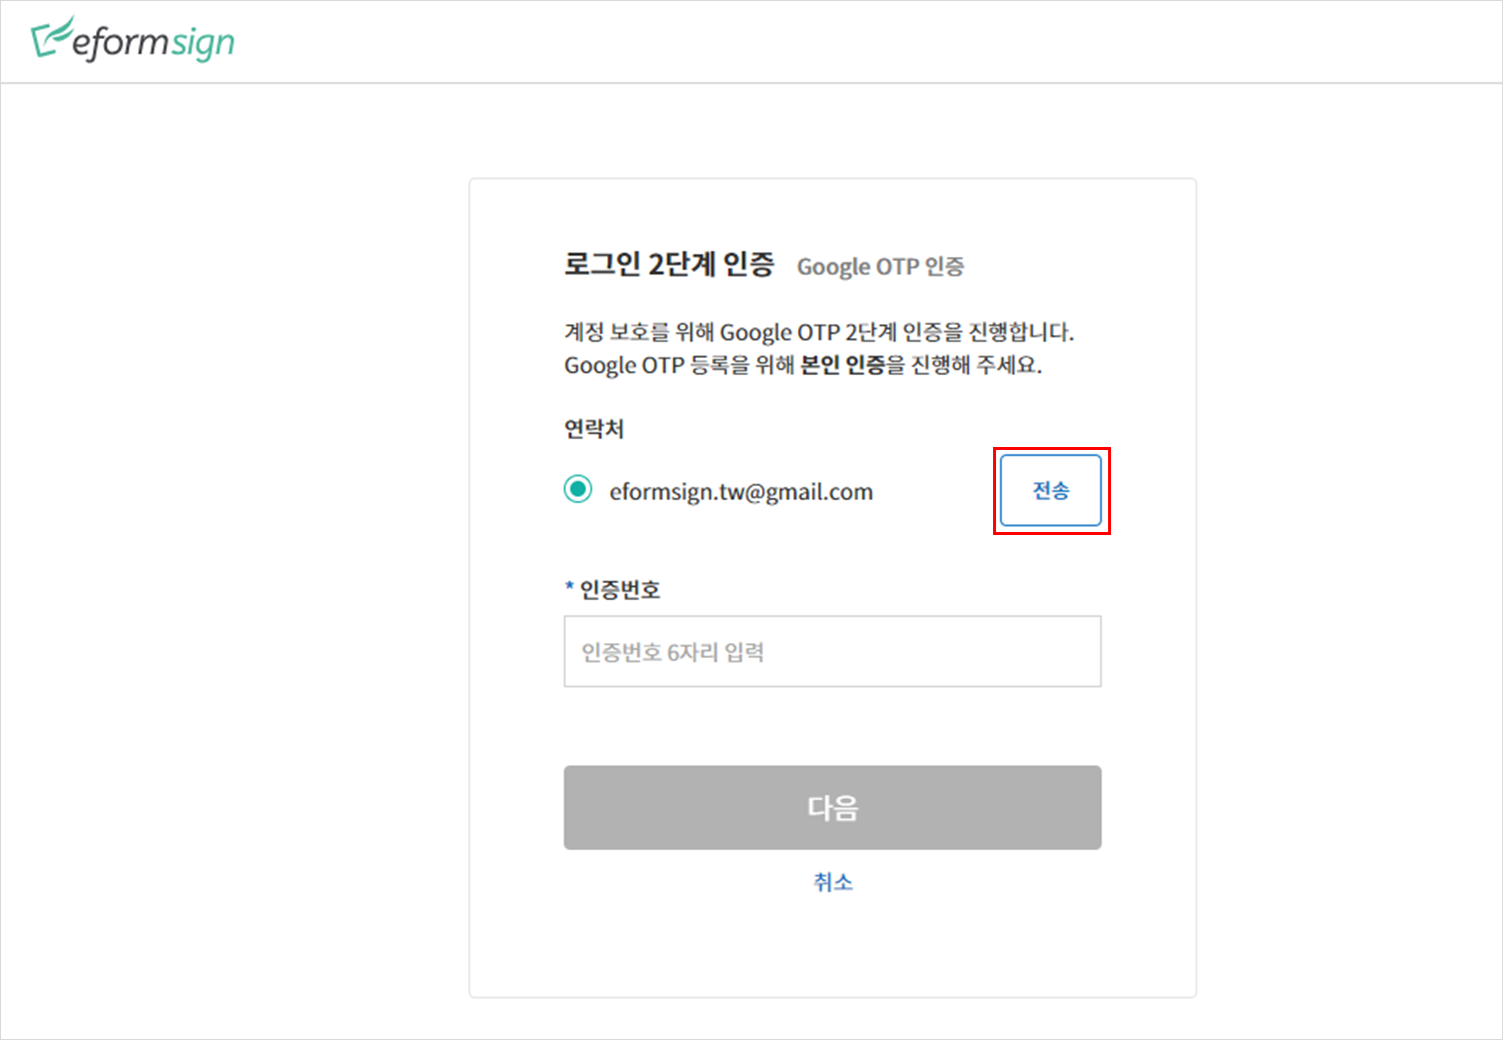 eformsign
로그인 2단계 인증 Google OTP 인증
계정 보호를 위해 Google OTP 2단계 인증을 진행합니다.
Google OTP 등록을 위해 본인 인증을 진행해 주세요.
연락처
eformsign.tw@gmail.com 전송
* 인증번호
인증번호 6자리 입력
다음
취소